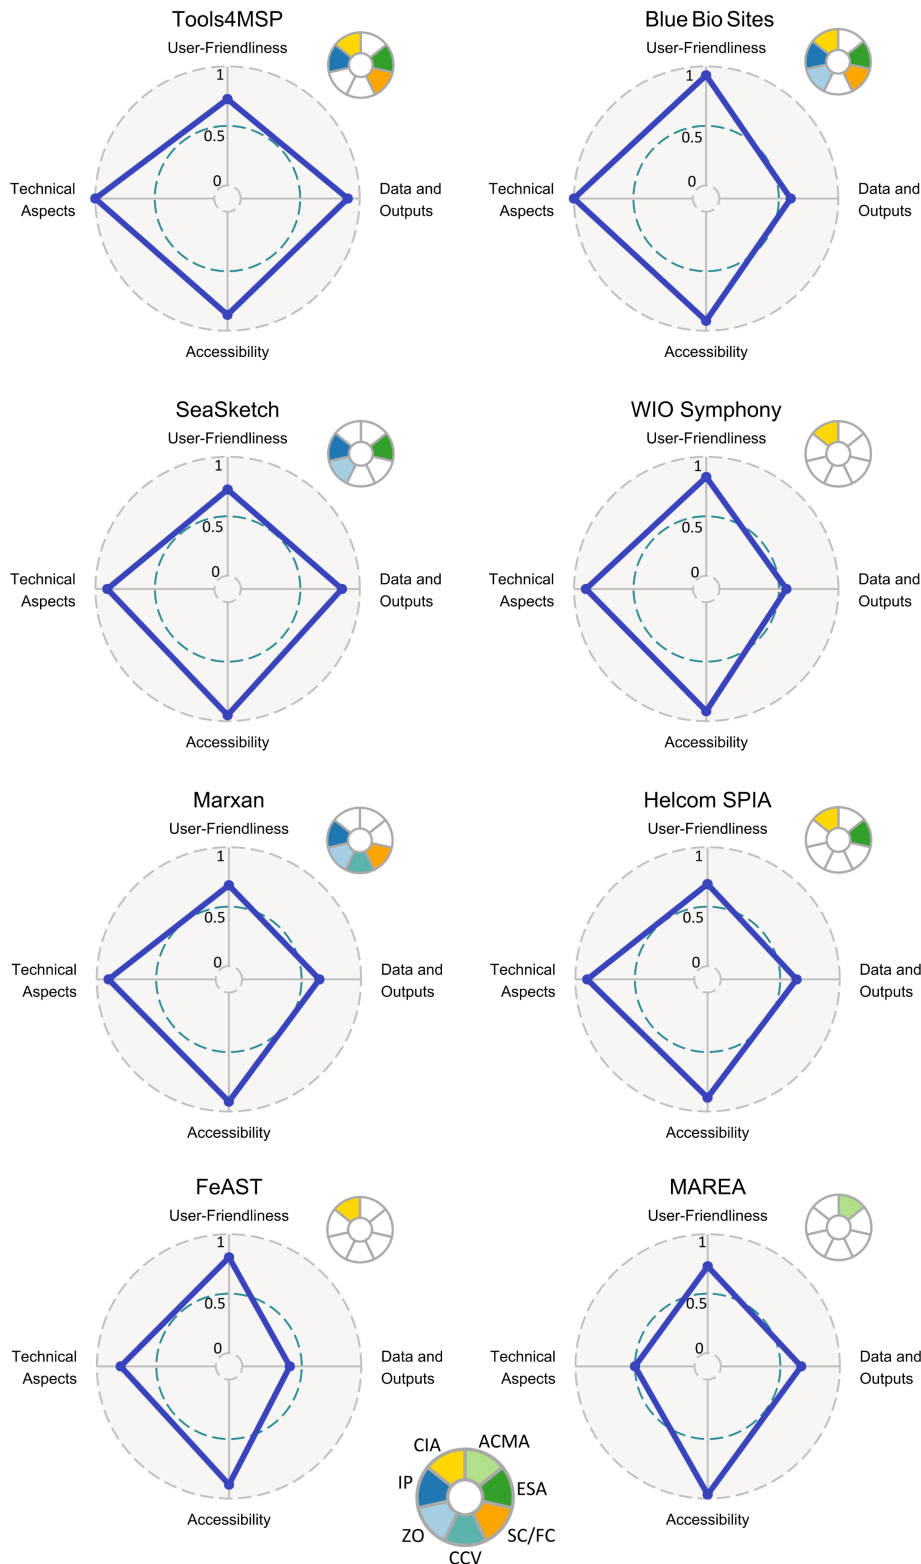 Tools4MSP
User-Friendliness
1
0.5
0
Technical
Aspects
Data and
Outputs
Accessibility
Blue Bio Sites
User-Friendliness
1
0.5
0
Technical
Aspects
Data and
Outputs
Accessibility
SeaSketch
User-Friendliness
1
0.5
0
Technical
Aspects
Data and
Outputs
Accessibility
WIO Symphony
User-Friendliness
1
0.5
0
Technical
Aspects
Data and
Outputs
Accessibility
Marxan
User-Friendliness
1
0.5
0
Technical
Aspects
Data and
Outputs
Accessibility
Helcom SPIA
User-Friendliness
1
0.5
0
Technical
Aspects
Data and
Outputs
Accessibility
FeAST
User-Friendliness
1
0.5
0
Technical
Aspects
Data and
Outputs
Accessibility
MAREA
User-Friendliness
1
0.5
0
Technical
Aspects
Data and
Outputs
Accessibility
CIA
ACMA
IP
ESA
ZO
SC/FC
CCV